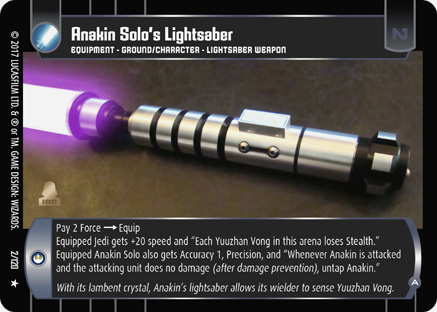 Anakin Solo's Lightsaber
EQUIPMENT - GROUND/CHARACTER - LIGHTSABER WEAPON
N
© 2017 LUCASFILM LTD. & ® or TM. GAME DESIGN: WIZARDS.
2/120
IDC
Pay 2 Force → Equip
Equipped Jedi gets +20 speed and “Each Yuuzhan Vong in this arena loses Stealth.”
Equipped Anakin Solo also gets Accuracy 1, Precision, and “Whenever Anakin is attacked
and the attacking unit does no damage (after damage prevention), untap Anakin.”
With its lambent crystal, Anakin's lightsaber allows its wielder to sense Yuuzhan Vong.
A